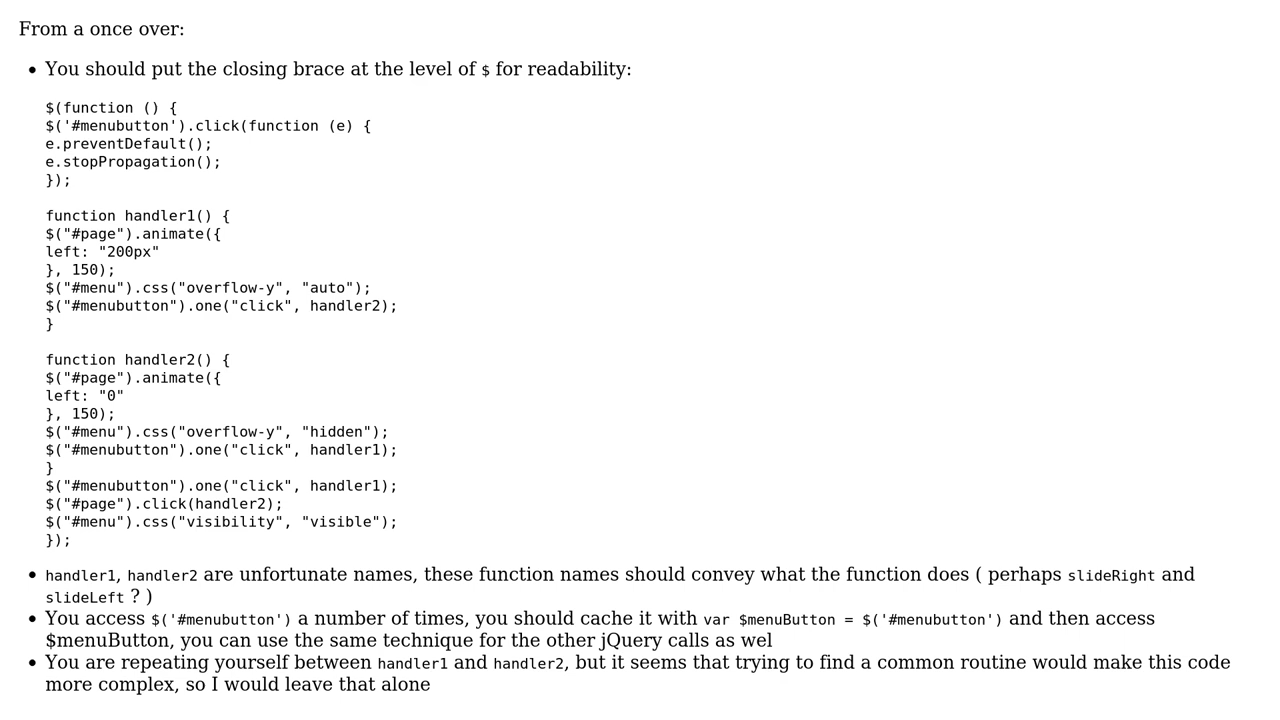 From a once over:
• You should put the closing brace at the level of $ for readability:
$(function () {
$('#menubutton').click(function (e) {
e.preventDefault();
e.stopPropagation();
});
function handler1() {
$("#page").animate({
left: "200px"
}, 150);
$("#menu").css("overflow-y", "auto");
$("#menubutton").one("click", handler2);
}
function handler2() {
$("#page").animate({
left: "0"
}, 150);
$("#menu").css("overflow-y", "hidden");
$("#menubutton").one("click", handler1);
}
$("#menubutton").one("click", handler1);
$("#page").click(handler2);
$("#menu").css("visibility", "visible");
});
• handler1, handler2 are unfortunate names, these function names should convey what the function does ( perhaps slideRight and
slideLeft ? )
• You access $('#menubutton') a number of times, you should cache it with var $menuButton = $('#menubutton') and then access
$menuButton, you can use the same technique for the other jQuery calls as wel
• You are repeating yourself between handler1 and handler2, but it seems that trying to find a common routine would make this code
more complex, so I would leave that alone